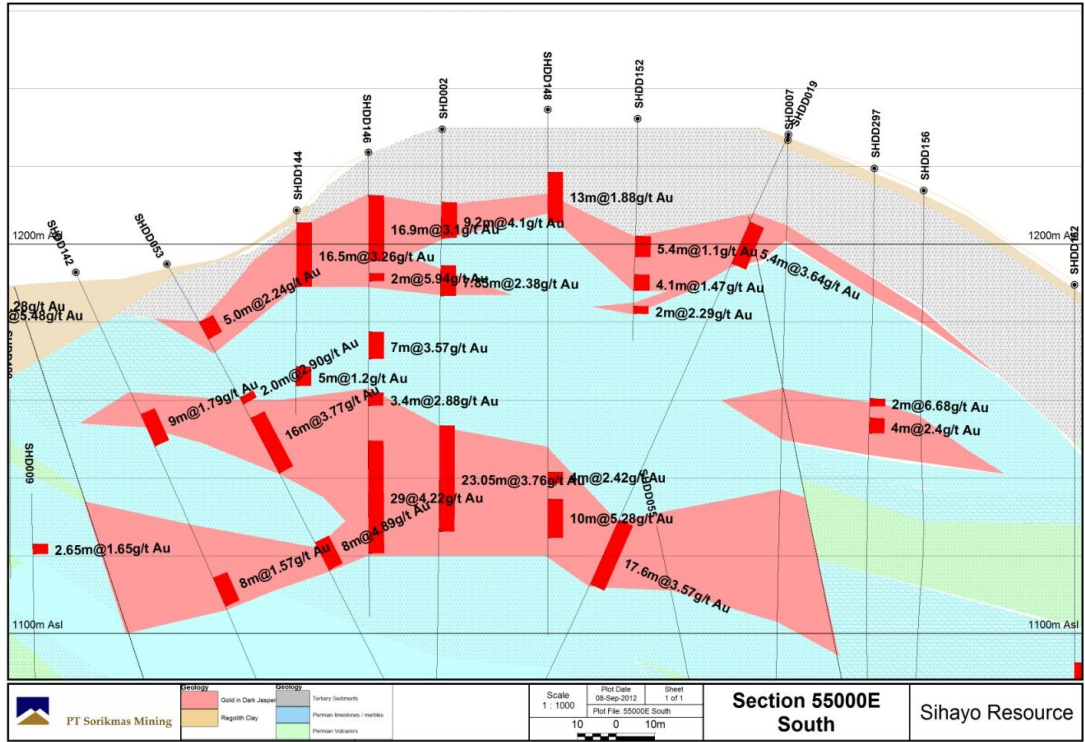 SHDD144
SHDD146
SHD002
SHDD148
SHDD152
SHD007
SHDD019
SHDD297
SHDD156
SHDD162
SHDD142
SHDD053
SHD009
SHDD055
1200m Asl
1200m Asl
1100m Asl
1100m Asl
13m@1.88g/t Au
9.2m@4.1g/t Au
16.9m@3.1g/t Au
16.5m@3.26g/t Au
2m@5.94g/t Au
7.85m@2.38g/t Au
5.4m@1.1g/t Au
5.4m@3.64g/t Au
4.1m@1.47g/t Au
2m@2.29g/t Au
5.0m@2.24g/t Au
28g/t Au
@5.48g/t Au
7m@3.57g/t Au
2.0m@2.90g/t Au
5m@1.2g/t Au
3.4m@2.88g/t Au
9m@1.79g/t Au
16m@3.77g/t Au
2m@6.68g/t Au
4m@2.4g/t Au
23.05m@3.76g/t Au
4m@2.42g/t Au
29@4.22g/t Au
10m@5.28g/t Au
8m@4.89g/t Au
2.65m@1.65g/t Au
8m@1.57g/t Au
17.6m@3.57g/t Au
PT Sorikmas Mining
Geology
Gold in Dark Jasper
Regolith Clay
Geology
Tertiary Sediments
Permian limestones / marbles
Permian Volcanics
Scale
1 : 1000
Plot Date
08-Sep-2012
Sheet
1 of 1
Plot File: 55000E South
10 0 10m
Section 55000E
South
Sihayo Resource